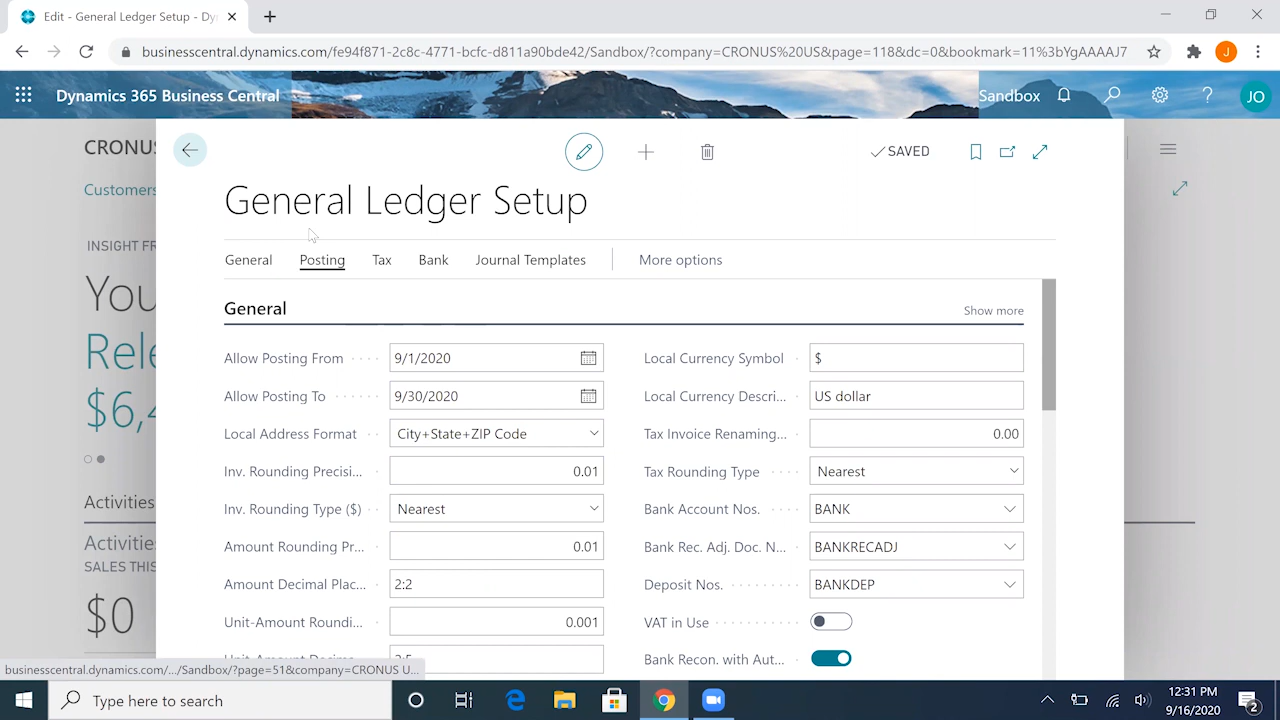 Edit - General Ledger Setup - Dy
businesscentral.dynamics.com/fe94f871-2c8c-4771-bcfc-d811a90bde42/Sandbox/?company=CRONUS%20US&page=118&dc=0&bookmark=11%3bYgAAAAJ7
J
Dynamics 365 Business Central
Sandbox
?
JO
CRONUS
SAVED
Customers
General Ledger Setup
INSIGHT FR
General
Posting
Tax
Bank
Journal Templates
More options
You
Rele
$6,4
General
Show more
Allow Posting From
9/1/2020
Local Currency Symbol
$
Allow Posting To
9/30/2020
Local Currency Descri...
US dollar
Local Address Format
City+State+ZIP Code
Tax Invoice Renaming...
0.00
Inv. Rounding Precisi...
0.01
Tax Rounding Type
Nearest
Activities
Inv. Rounding Type ($)
Nearest
Bank Account Nos.
BANK
Activities
Amount Rounding Pr...
0.01
Bank Rec. Adj. Doc. N...
BANKRECADJ
SALES THIS
Amount Decimal Plac...
2:2
Deposit Nos.
BANKDEP
$0
Unit-Amount Roundi...
0.001
VAT in Use
Unit-Amount Decima...
2:5
Bank Recon. with Aut...
businesscentral.dynamics.com/.../Sandbox/?page=51&company=CRONUS U...
Type here to search
12:31 PM
9/16/2020
2